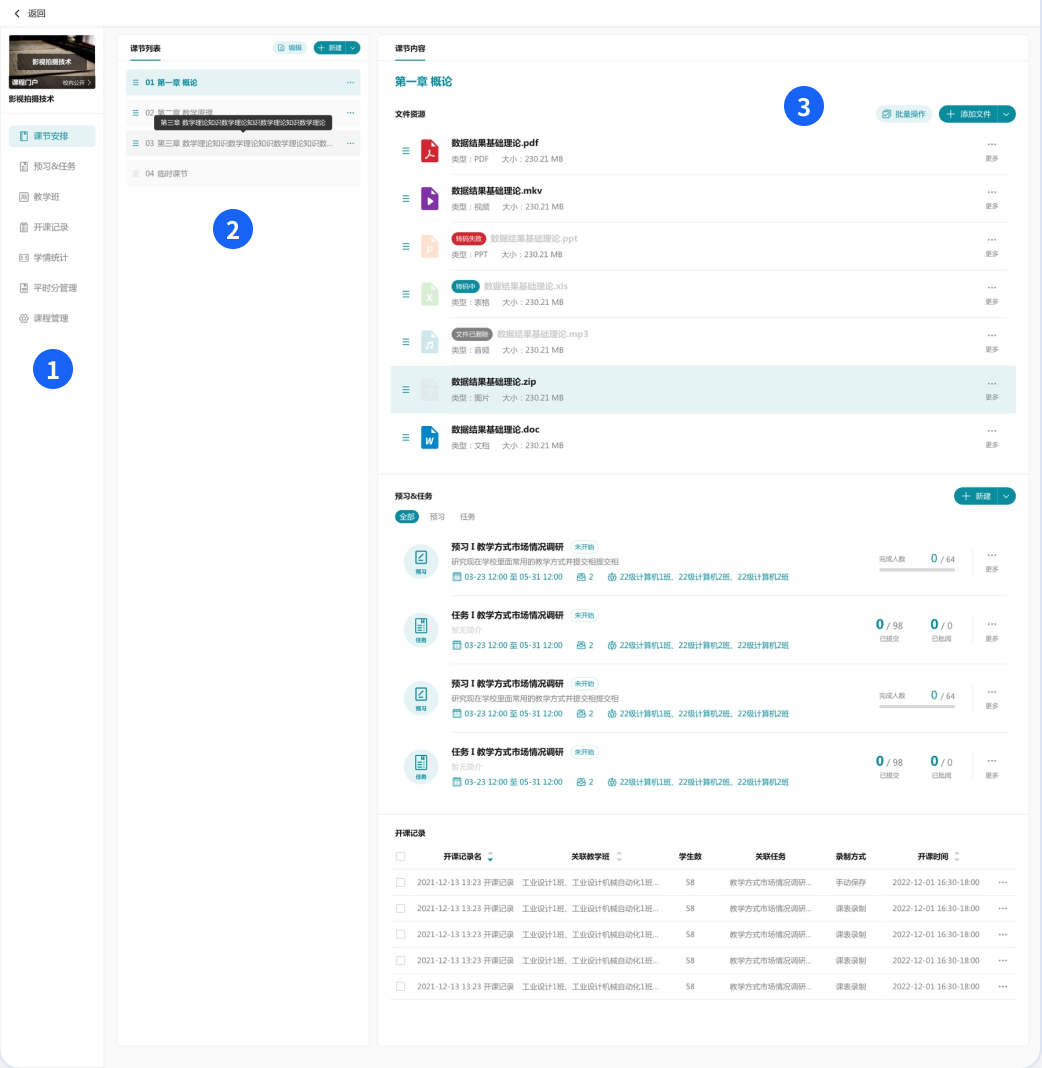 返回
影视拍摄技术
课程门户 校内公开
影视拍摄技术
课节安排
预习&任务
教学班
开课记录
学情统计
平时分管理
课程管理
1
课节列表 编辑 新建
01 第一章 概论
02 第二章 数学原理
第三章 数学理论知识数学理论知识数学理论知识数学理论
03 第三章 数学理论知识数学理论知识数学理论知识数...
04 临时课节
2
课节内容
第一章 概论
3
文件资源 批量操作 添加文件
数据结果基础理论.pdf
类型：PDF 大小：230.21 MB 更多
数据结果基础理论.mkv
类型：视频 大小：230.21 MB 更多
转码失败 数据结果基础理论.ppt
类型：PPT 大小：230.21 MB 更多
转码中 数据结果基础理论.xls
类型：表格 大小：230.21 MB 更多
文件已删除 数据结果基础理论.mp3
类型：音频 大小：230.21 MB 更多
数据结果基础理论.zip
类型：图片 大小：230.21 MB 更多
数据结果基础理论.doc
类型：文档 大小：230.21 MB 更多
预习&任务 新建
全部 预习 任务
预习 I 教学方式市场情况调研 未开始
研究现在学校里面常用的教学方式并提交相提交相
03-23 12:00 至 05-31 12:00 2 22级计算机1班、22级计算机2班、22级计算机2班
预习 完成人数 0 / 64 更多
任务 I 教学方式市场情况调研 未开始
暂无简介
03-23 12:00 至 05-31 12:00 2 22级计算机1班、22级计算机2班、22级计算机2班
任务 0 / 98 已提交 0 / 0 已批阅 更多
预习 I 教学方式市场情况调研 未开始
研究现在学校里面常用的教学方式并提交相提交相
03-23 12:00 至 05-31 12:00 2 22级计算机1班、22级计算机2班、22级计算机2班
预习 完成人数 0 / 64 更多
任务 I 教学方式市场情况调研 未开始
暂无简介
03-23 12:00 至 05-31 12:00 2 22级计算机1班、22级计算机2班、22级计算机2班
任务 0 / 98 已提交 0 / 0 已批阅 更多
开课记录
开课记录名 关联教学班 学生数 关联任务 录制方式 开课时间
2021-12-13 13:23 开课记录 工业设计1班、工业设计机械自动化1班... 58 教学方式市场情况调研... 手动保存 2022-12-01 16:30-18:00
2021-12-13 13:23 开课记录 工业设计1班、工业设计机械自动化1班... 58 教学方式市场情况调研... 课表录制 2022-12-01 16:30-18:00
2021-12-13 13:23 开课记录 工业设计1班、工业设计机械自动化1班... 58 教学方式市场情况调研... 课表录制 2022-12-01 16:30-18:00
2021-12-13 13:23 开课记录 工业设计1班、工业设计机械自动化1班... 58 教学方式市场情况调研... 课表录制 2022-12-01 16:30-18:00
2021-12-13 13:23 开课记录 工业设计1班、工业设计机械自动化1班... 58 教学方式市场情况调研... 课表录制 2022-12-01 16:30-18:00